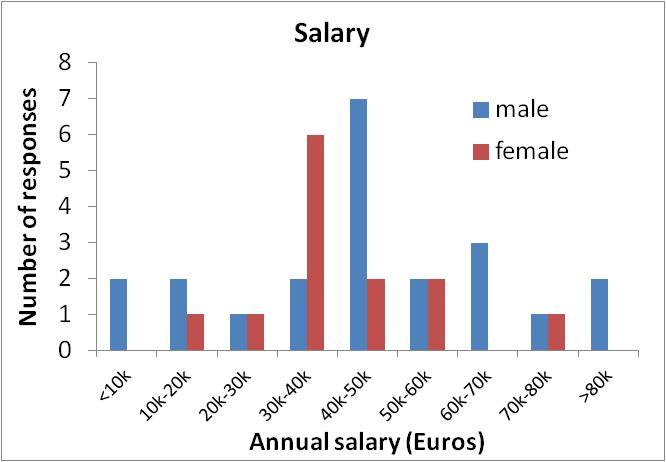 Salary
8
7
6
5
4
3
2
1
0
Number of responses
male
female
<10k
10k-20k
20k-30k
30k-40k
40k-50k
50k-60k
60k-70k
70k-80k
>80k
Annual salary (Euros)